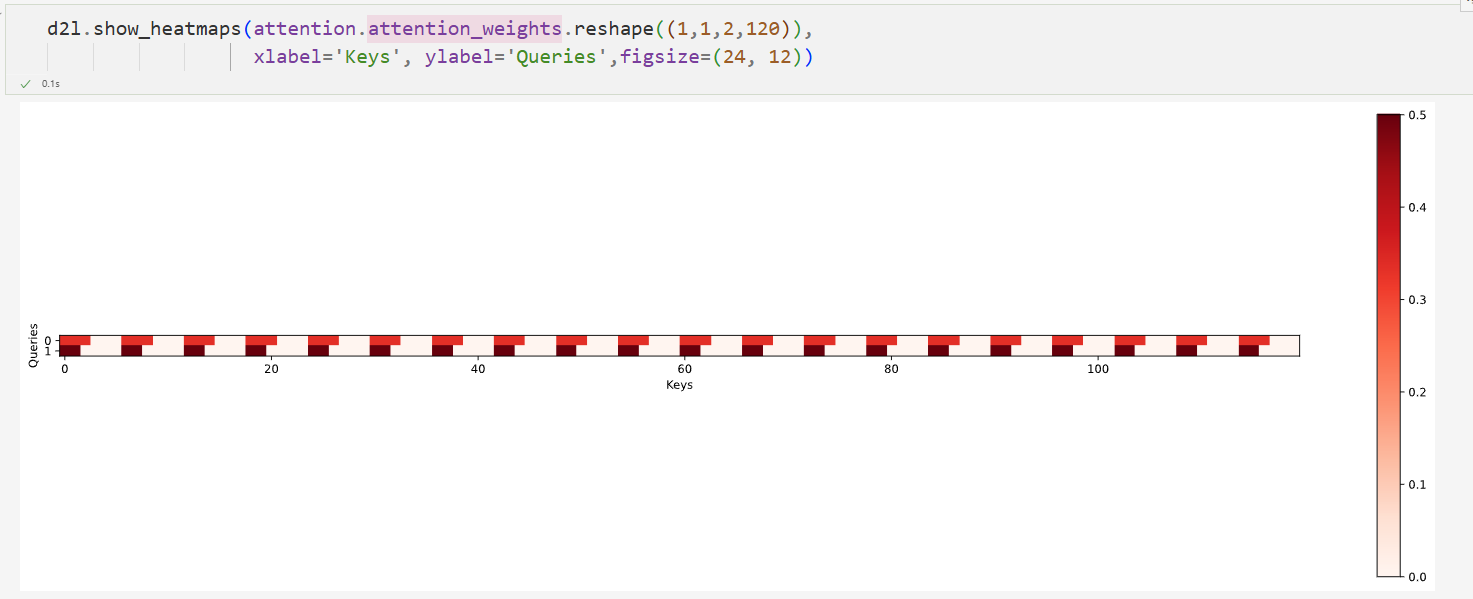 d2l.show_heatmaps(attention.attention_weights.reshape((1,1,2,120)),
xlabel='Keys', ylabel='Queries',figsize=(24, 12))
0.1s
0.5
0.4
0.3
0.2
0.1
0.0
Queries
0
1
0 20 40 60 80 100
Keys